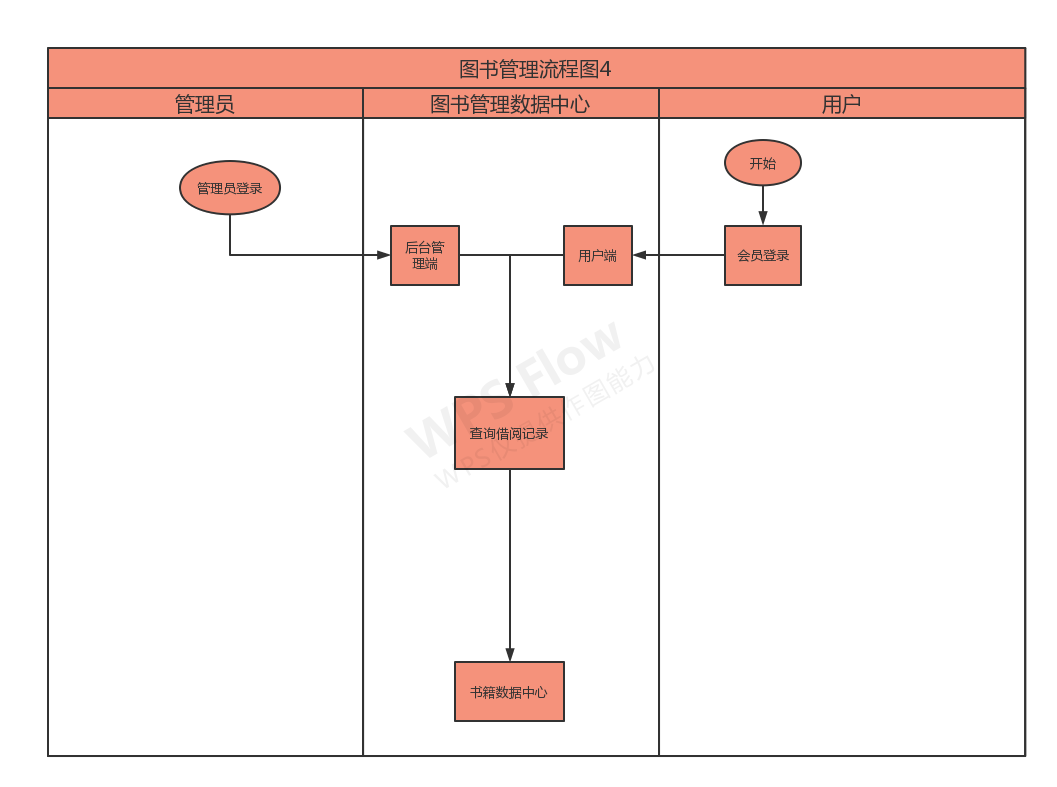 图书管理流程图4
管理员
图书管理数据中心
用户
开始
管理员登录
后台管
理端
用户端
会员登录
WPS Flow
WPS仅提供作图能力
查询借阅记录
书籍数据中心